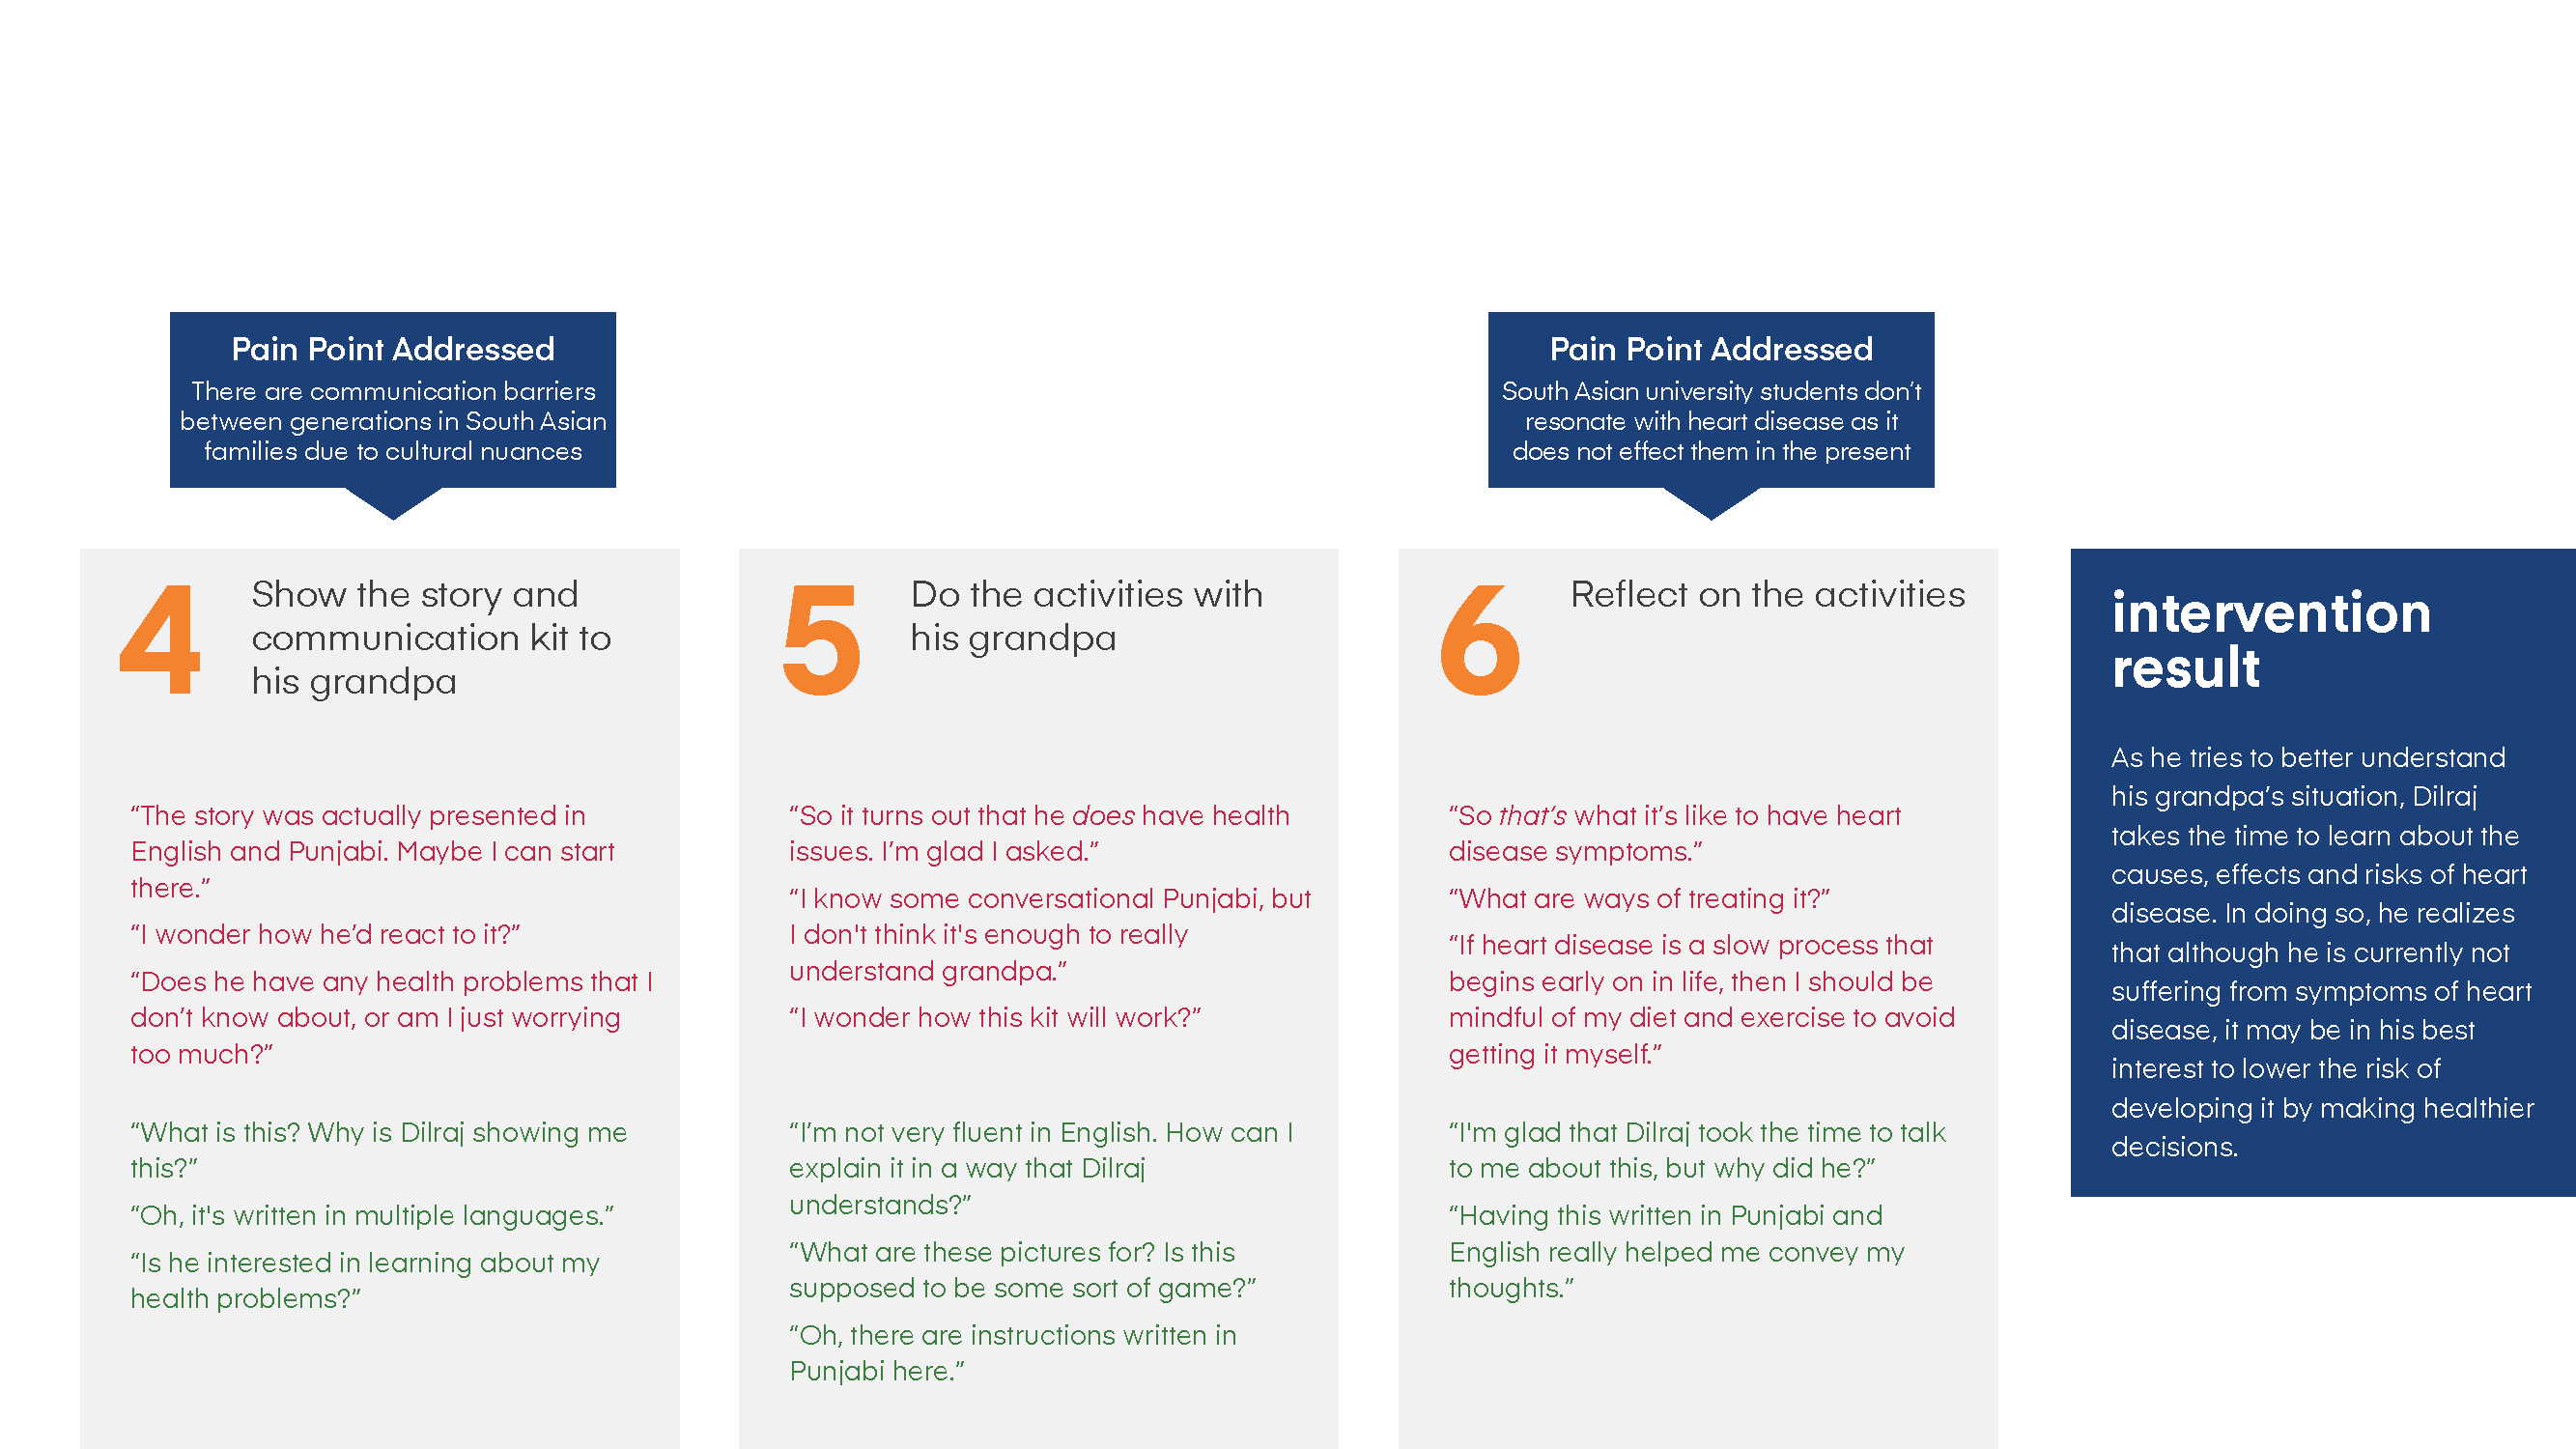 Pain Point Addressed
There are communication barriers
between generations in South Asian
families due to cultural nuances
4
Show the story and
communication kit to
his grandpa
“The story was actually presented in
English and Punjabi. Maybe I can start
there.”
“I wonder how he’d react to it?”
“Does he have any health problems that I
don’t know about, or am I just worrying
too much?”
“What is this? Why is Dilraj showing me
this?”
“Oh, it's written in multiple languages.”
“Is he interested in learning about my
health problems?”
5
Do the activities with
his grandpa
“So it turns out that he does have health
issues. I’m glad I asked.”
“I know some conversational Punjabi, but
I don't think it's enough to really
understand grandpa.”
“I wonder how this kit will work?”
“I’m not very fluent in English. How can I
explain it in a way that Dilraj
understands?”
“What are these pictures for? Is this
supposed to be some sort of game?”
“Oh, there are instructions written in
Punjabi here.”
Pain Point Addressed
South Asian university students don’t
resonate with heart disease as it
does not effect them in the present
6
Reflect on the activities
“So that’s what it’s like to have heart
disease symptoms.”
“What are ways of treating it?”
“If heart disease is a slow process that
begins early on in life, then I should be
mindful of my diet and exercise to avoid
getting it myself.”
“I'm glad that Dilraj took the time to talk
to me about this, but why did he?”
“Having this written in Punjabi and
English really helped me convey my
thoughts.”
intervention
result
As he tries to better understand
his grandpa’s situation, Dilraj
takes the time to learn about the
causes, effects and risks of heart
disease. In doing so, he realizes
that although he is currently not
suffering from symptoms of heart
disease, it may be in his best
interest to lower the risk of
developing it by making healthier
decisions.